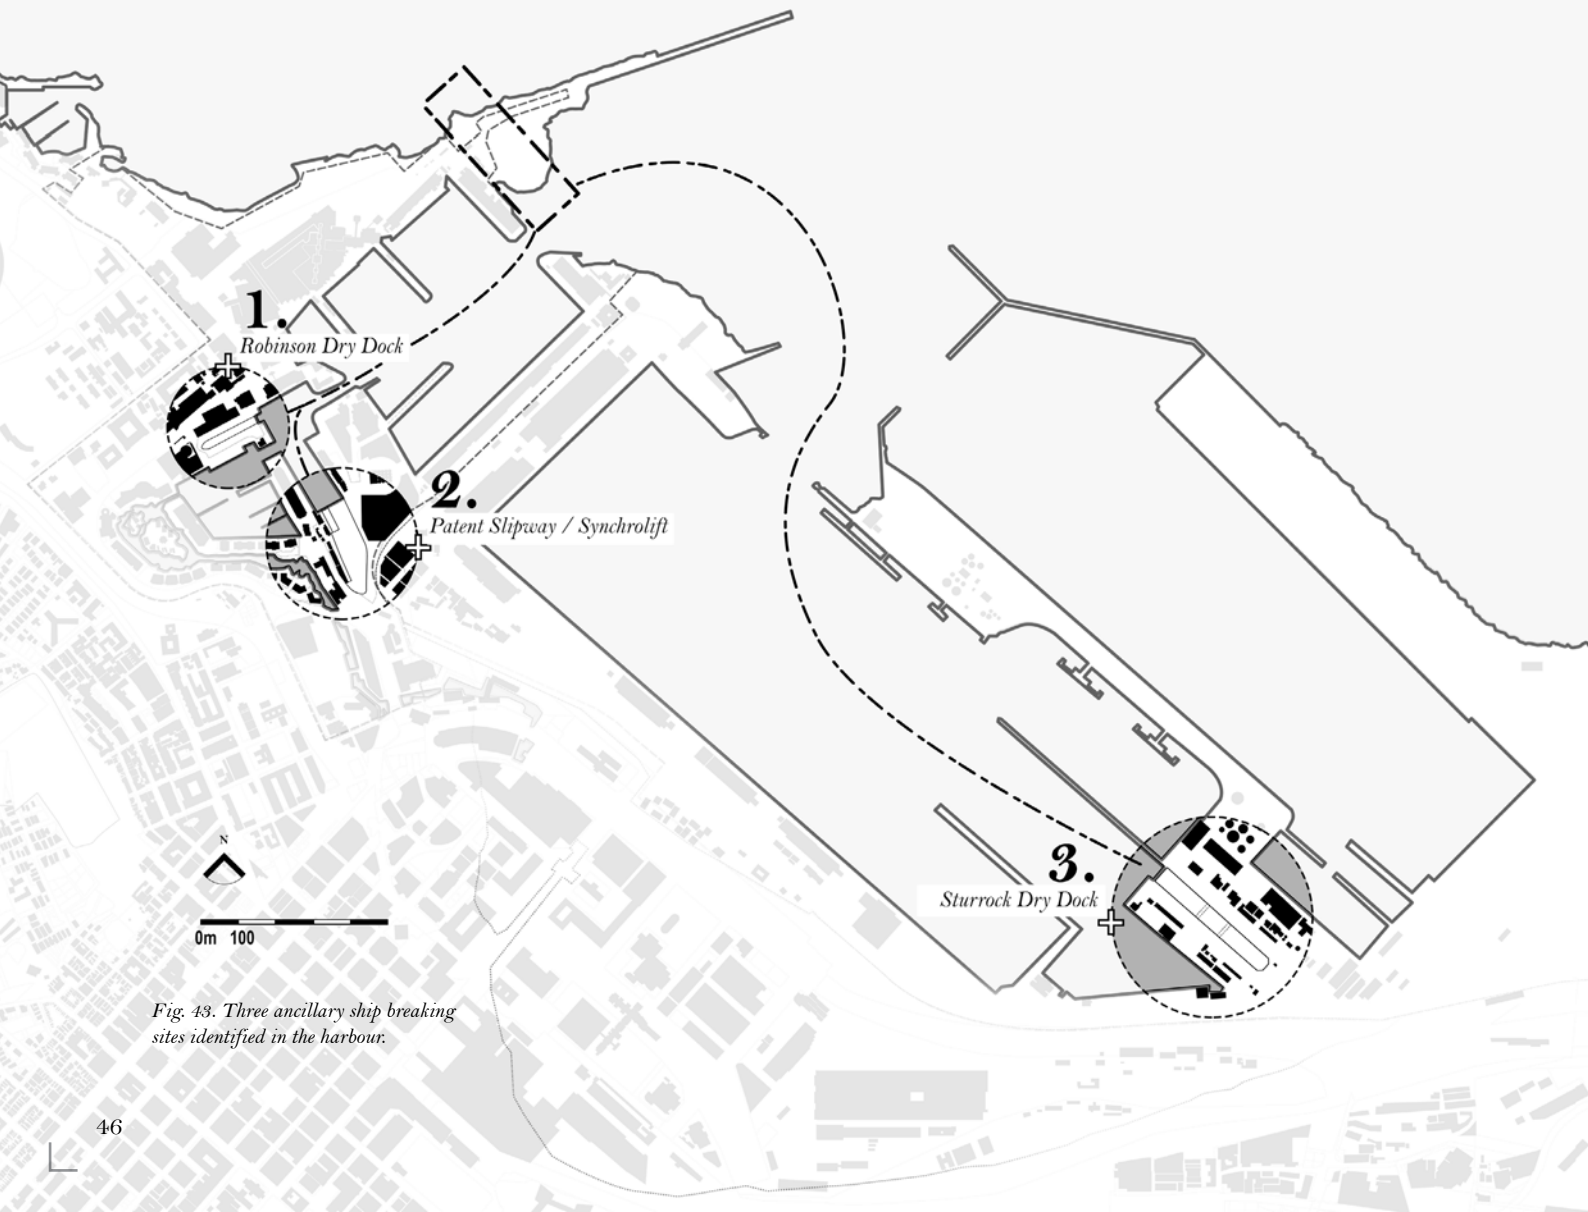 1.
Robinson Dry Dock
2.
Patent Slipway / Synchrolift
3.
Sturrock Dry Dock
N
0m 100
Fig. 43. Three ancillary ship breaking
sites identified in the harbour.
46